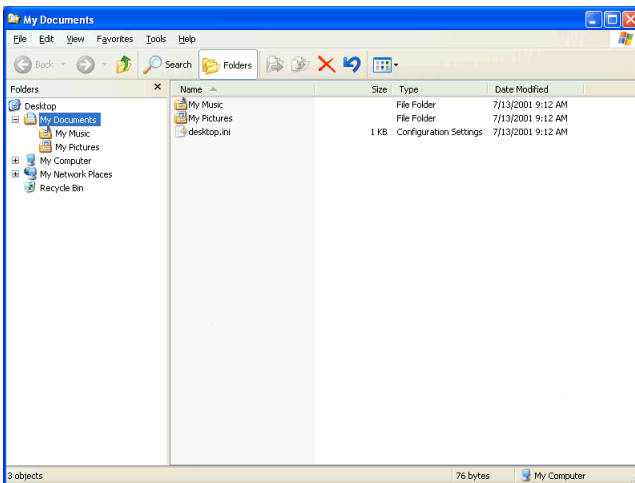 My Documents
File Edit View Favorites Tools Help
Back Search Folders
Folders
Desktop
My Documents
My Music
My Pictures
My Computer
My Network Places
Recycle Bin
Name Size Type Date Modified
My Music File Folder 7/13/2001 9:12 AM
My Pictures File Folder 7/13/2001 9:12 AM
desktop.ini 1 KB Configuration Settings 7/13/2001 9:12 AM
3 objects 76 bytes My Computer